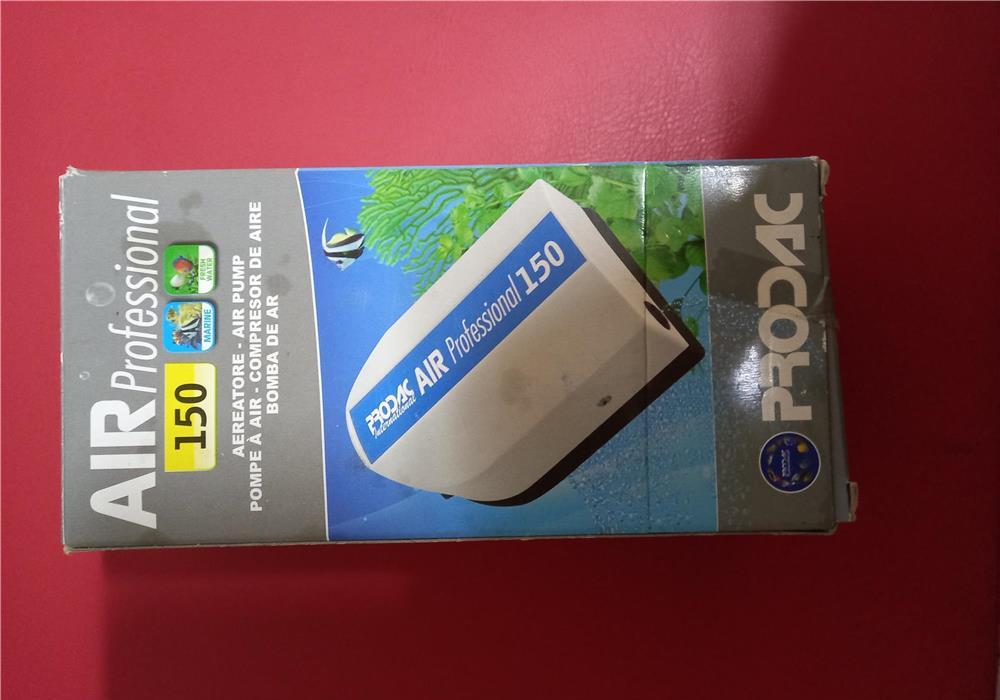 AIR Professional
150
MARINE
FRESH
WATER
AEREATORE - AIR PUMP
POMPE À AIR - COMPRESOR DE AIRE
BOMBA DE AR
PRODAC
International
AIR Professional 150
PRODAC
PRODAC